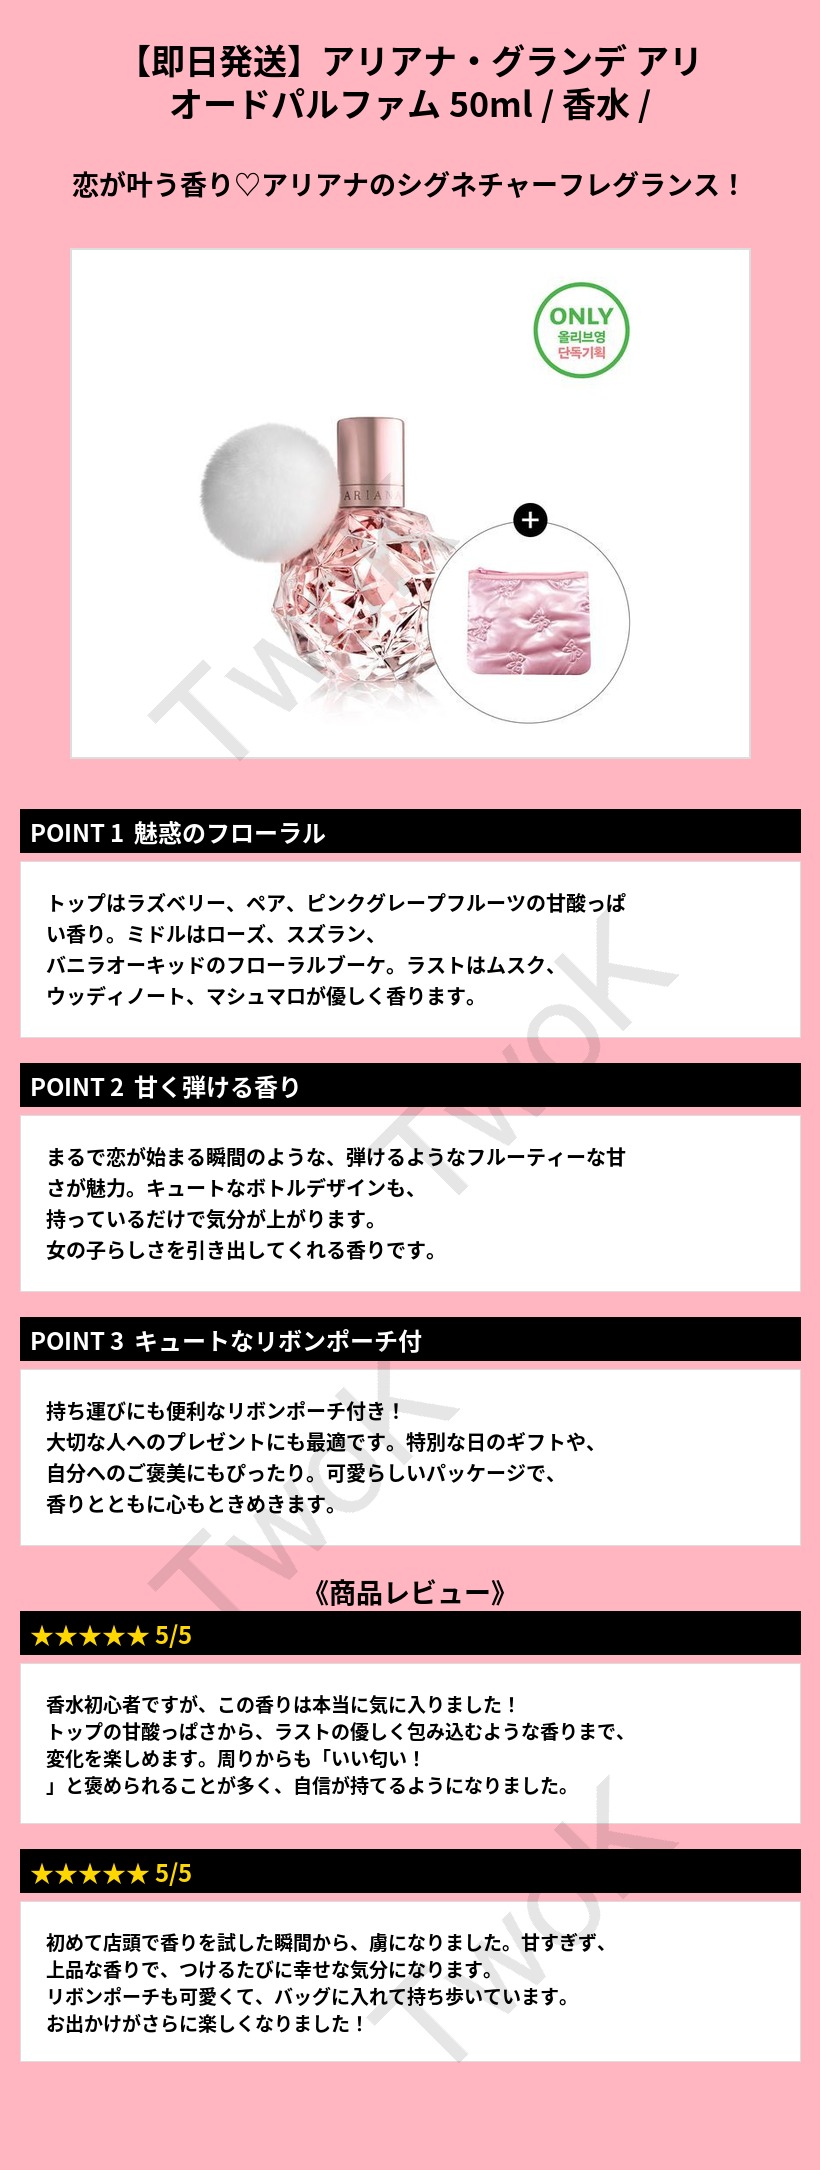 【即日発送】アリアナ・グランデ アリ
オードパルファム 50ml / 香水 /
恋が叶う香り♡アリアナのシグネチャーフレグランス！
ONLY
올리브영
단독기획
ARIANA
+
TwoK
POINT 1 魅惑のフローラル
トップはラズベリー、ペア、ピンクグレープフルーツの甘酸っぱ
い香り。ミドルはローズ、スズラン、
バニラオーキッドのフローラルブーケ。ラストはムスク、
ウッディノート、マシュマロが優しく香ります。
TwoK
POINT 2 甘く弾ける香り
まるで恋が始まる瞬間のような、弾けるようなフルーティーな甘
さが魅力。キュートなボトルデザインも、
持っているだけで気分が上がります。
女の子らしさを引き出してくれる香りです。
POINT 3 キュートなリボンポーチ付
持ち運びにも便利なリボンポーチ付き！
大切な人へのプレゼントにも最適です。特別な日のギフトや、
自分へのご褒美にもぴったり。可愛らしいパッケージで、
香りとともに心もときめきます。
TwoK
《商品レビュー》
★★★★★ 5/5
香水初心者ですが、この香りは本当に気に入りました！
トップの甘酸っぱさから、ラストの優しく包み込むような香りまで、
変化を楽しめます。周りからも「いい匂い！
」と褒められることが多く、自信が持てるようになりました。
★★★★★ 5/5
初めて店頭で香りを試した瞬間から、虜になりました。甘すぎず、
上品な香りで、つけるたびに幸せな気分になります。
リボンポーチも可愛くて、バッグに入れて持ち歩いています。
お出かけがさらに楽しくなりました！
TwoK